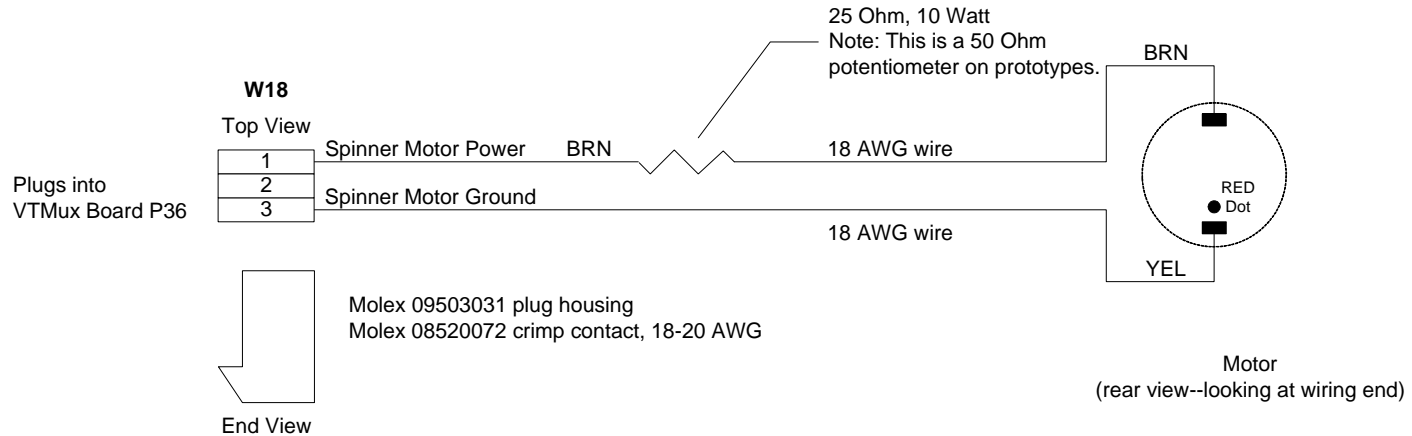 25 Ohm, 10 Watt
Note: This is a 50 Ohm
potentiometer on prototypes.
BRN
W18
Top View
1
Spinner Motor Power
BRN
18 AWG wire
2
3
Spinner Motor Ground
18 AWG wire
Plugs into
VTMux Board P36
RED
Dot
YEL
Molex 09503031 plug housing
Molex 08520072 crimp contact, 18-20 AWG
End View
Motor
(rear view--looking at wiring end)